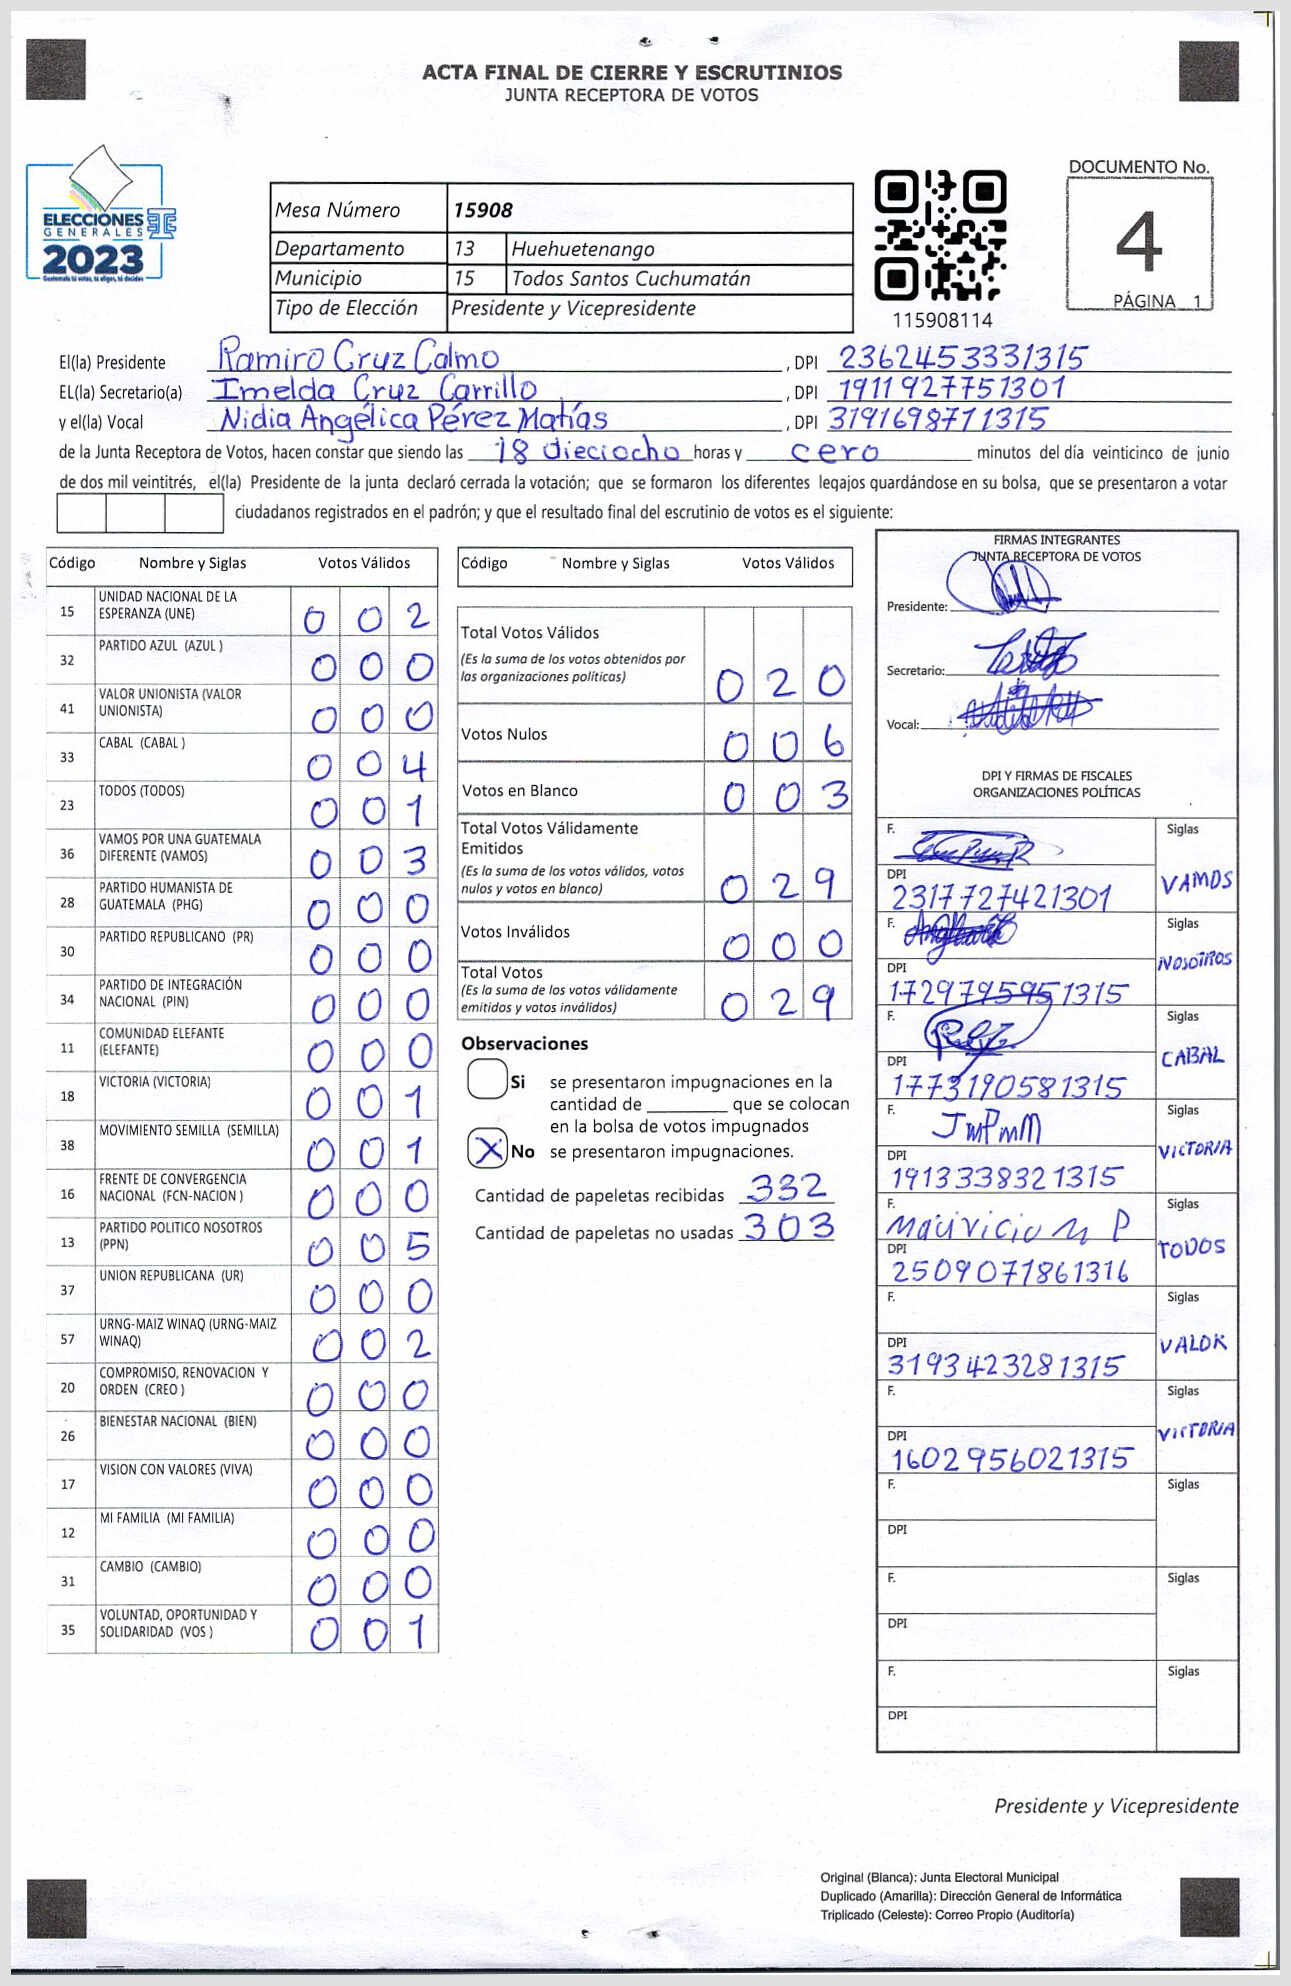 ACTA FINAL DE CIERRE Y ESCRUTINIOS
JUNTA RECEPTORA DE VOTOS
ELECCIONES
GENERALES
2023
Mesa Número 15908
Departamento 13 Huehuetenango
Municipio 15 Todos Santos Cuchumatán
Tipo de Elección Presidente y Vicepresidente
115908114
DOCUMENTO No.
4
PÁGINA 1
El(la) Presidente Ramiro Cruz Calmo , DPI 2362453331315
EL(la) Secretario(a) Imelda Cruz Carrillo , DPI 1911927751301
y el(la) Vocal Nidia Angélica Pérez Matías , DPI 3191698711315
de la Junta Receptora de Votos, hacen constar que siendo las 18 dieciocho horas y cero minutos del día veinticinco de junio
de dos mil veintitrés, el(la) Presidente de la junta declaró cerrada la votación; que se formaron los diferentes legajos guardándose en su bolsa, que se presentaron a votar
ciudadanos registrados en el padrón; y que el resultado final del escrutinio de votos es el siguiente:
Código Nombre y Siglas Votos Válidos
15 UNIDAD NACIONAL DE LA
ESPERANZA (UNE) 0 0 2
32 PARTIDO AZUL (AZUL ) 0 0 0
41 VALOR UNIONISTA (VALOR
UNIONISTA) 0 0 0
33 CABAL (CABAL ) 0 0 4
23 TODOS (TODOS) 0 0 1
36 VAMOS POR UNA GUATEMALA
DIFERENTE (VAMOS) 0 0 3
28 PARTIDO HUMANISTA DE
GUATEMALA (PHG) 0 0 0
30 PARTIDO REPUBLICANO (PR) 0 0 0
34 PARTIDO DE INTEGRACIÓN
NACIONAL (PIN) 0 0 0
11 COMUNIDAD ELEFANTE
(ELEFANTE) 0 0 0
18 VICTORIA (VICTORIA) 0 0 1
38 MOVIMIENTO SEMILLA (SEMILLA) 0 0 1
16 FRENTE DE CONVERGENCIA
NACIONAL (FCN-NACION ) 0 0 0
13 PARTIDO POLITICO NOSOTROS
(PPN) 0 0 5
37 UNION REPUBLICANA (UR) 0 0 0
57 URNG-MAIZ WINAQ (URNG-MAIZ
WINAQ) 0 0 2
20 COMPROMISO, RENOVACION Y
ORDEN (CREO ) 0 0 0
26 BIENESTAR NACIONAL (BIEN) 0 0 0
17 VISION CON VALORES (VIVA) 0 0 0
12 MI FAMILIA (MI FAMILIA) 0 0 0
31 CAMBIO (CAMBIO) 0 0 0
35 VOLUNTAD, OPORTUNIDAD Y
SOLIDARIDAD (VOS ) 0 0 1
Código Nombre y Siglas Votos Válidos
Total Votos Válidos
(Es la suma de los votos obtenidos por
las organizaciones políticas) 0 2 0
Votos Nulos 0 0 6
Votos en Blanco 0 0 3
Total Votos Válidamente
Emitidos
(Es la suma de los votos válidos, votos
nulos y votos en blanco) 0 2 9
Votos Inválidos 0 0 0
Total Votos
(Es la suma de los votos válidamente
emitidos y votos inválidos) 0 2 9
Observaciones
Si se presentaron impugnaciones en la
cantidad de ________ que se colocan
en la bolsa de votos impugnados
X No se presentaron impugnaciones.
Cantidad de papeletas recibidas 332
Cantidad de papeletas no usadas 303
FIRMAS INTEGRANTES
JUNTA RECEPTORA DE VOTOS
Presidente:
Secretario:
Vocal:
DPI Y FIRMAS DE FISCALES
ORGANIZACIONES POLÍTICAS
F. Siglas
DPI VAMOS
2317727421301
F. Siglas
DPI NOSOTROS
1729795951315
F. Siglas
DPI CABAL
1773190581315
F. JmPmM Siglas
DPI VICTORIA
1913338321315
F. Mauricio M P Siglas
DPI TODOS
2509071861316
F. Siglas
DPI VALOR
3193423281315
F. Siglas
DPI VICTORIA
1602956021315
F. Siglas
DPI
F. Siglas
DPI
F. Siglas
DPI
Presidente y Vicepresidente
Original (Blanca): Junta Electoral Municipal
Duplicado (Amarilla): Dirección General de Informática
Triplicado (Celeste): Correo Propio (Auditoría)